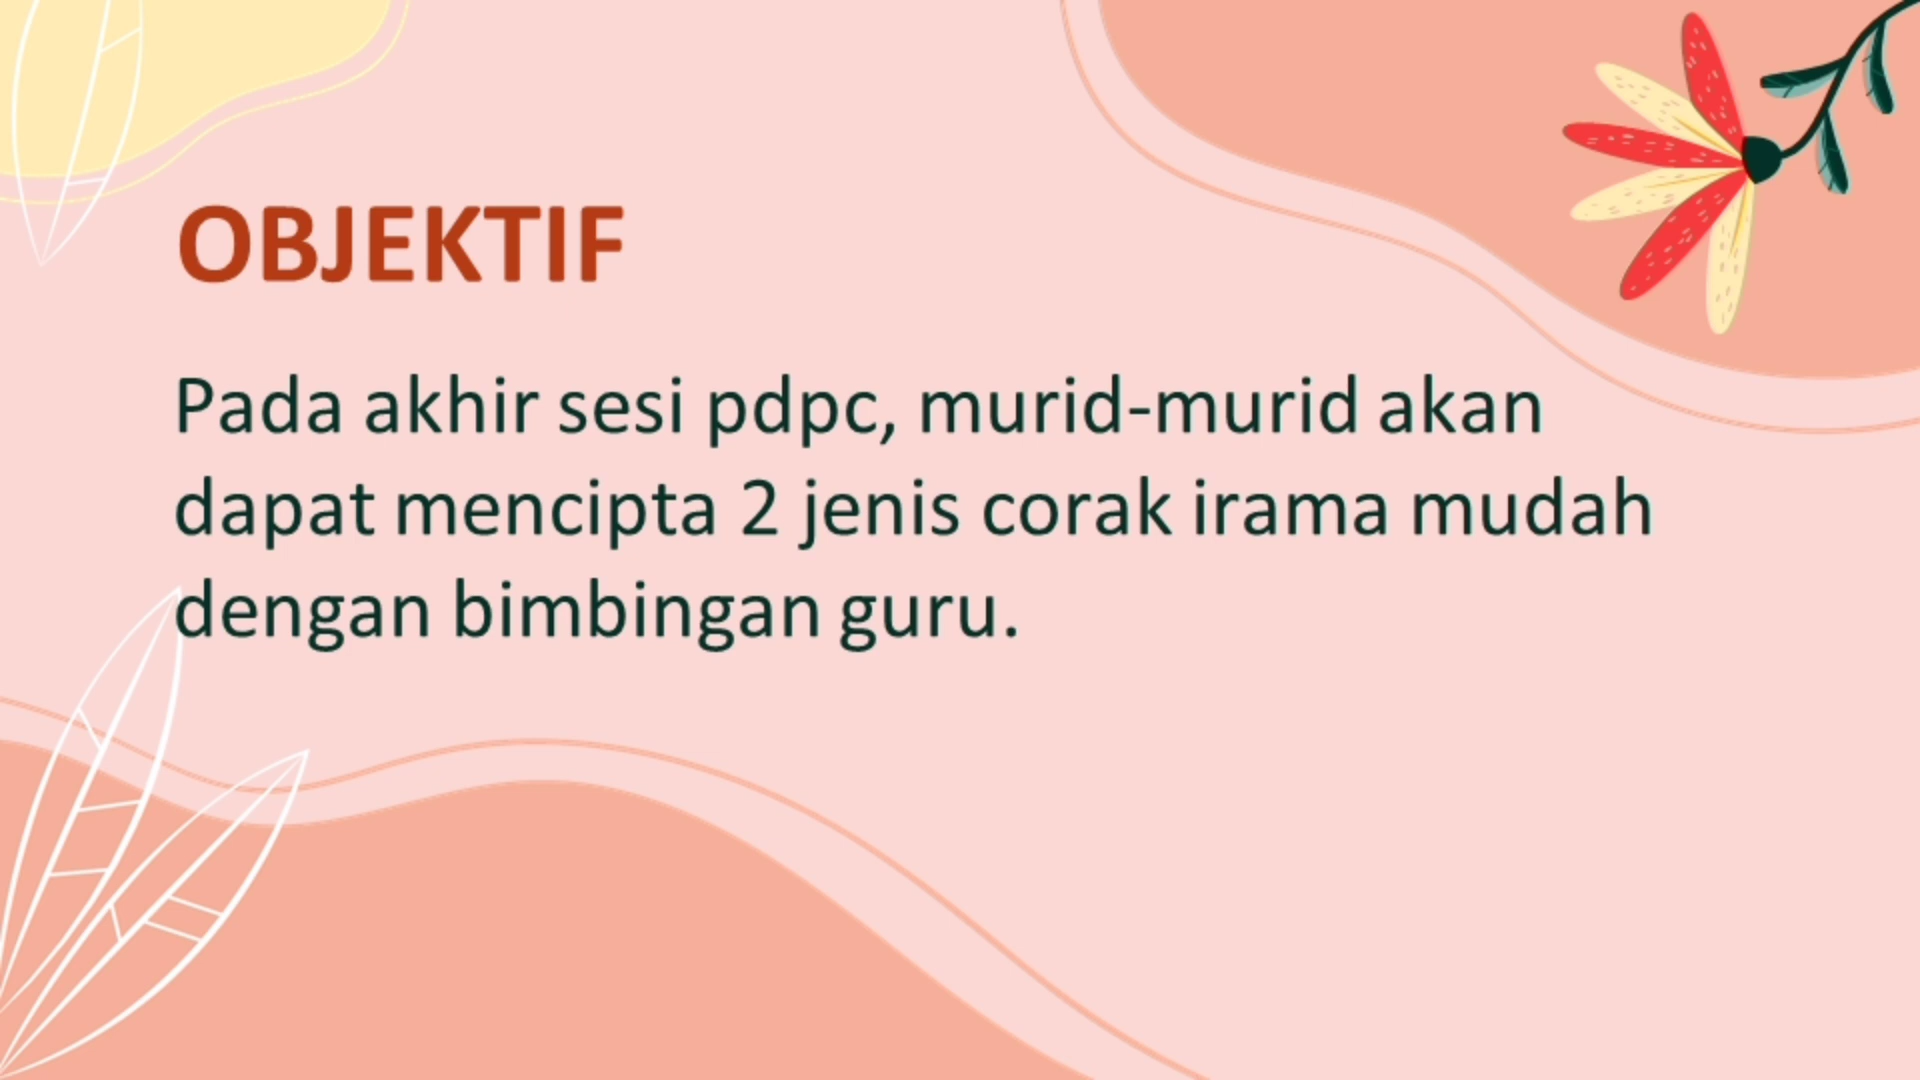 OBJEKTIF
Pada akhir sesi pdpc, murid-murid akan
dapat mencipta 2 jenis corak irama mudah
dengan bimbingan guru.